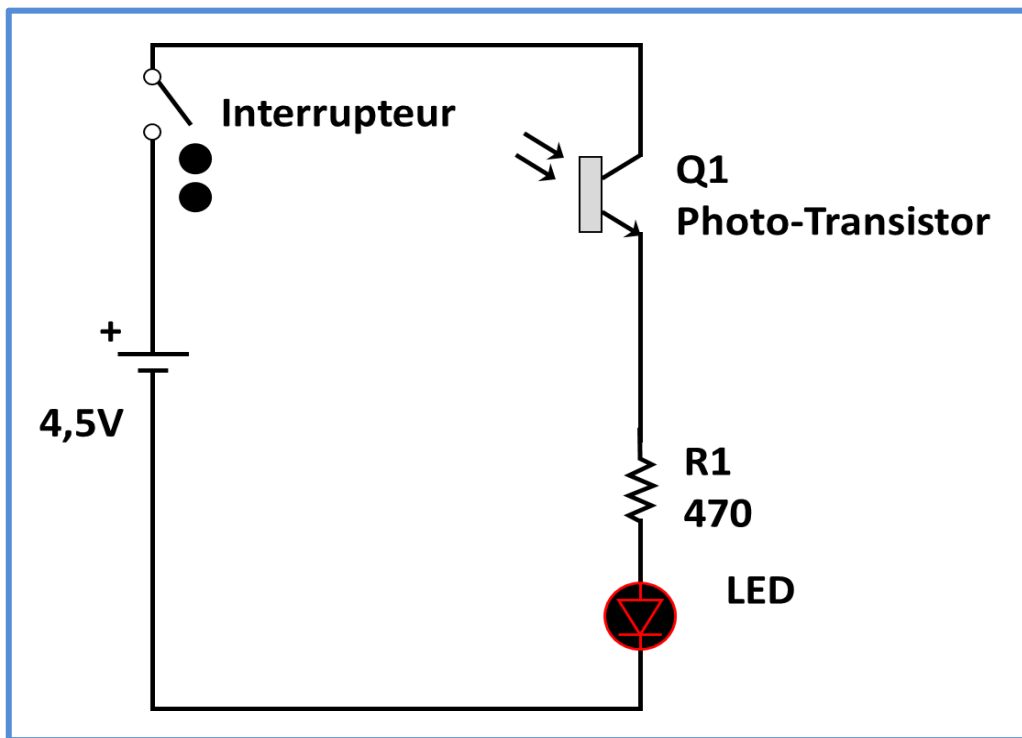 Interrupteur
Q1
Photo-Transistor
+
4,5V
R1
470
LED